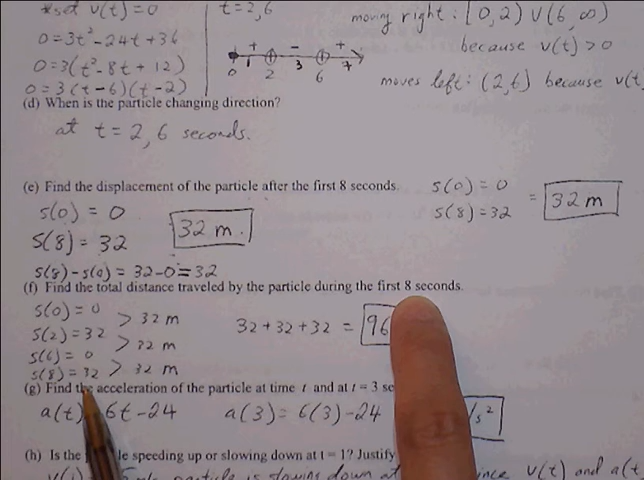 *set v(t)=0
t=2,6
moving right: [0,2) ∪ (6,∞)
0=3t²-24t+36
because v(t)>0
0=3(t²-8t+12)
+ - +
0 1 2 3 6 7
0=3(t-6)(t-2)
moves left: (2,6) because v(t
(d) When is the particle changing direction?
at t=2,6 seconds.
(e) Find the displacement of the particle after the first 8 seconds.
s(0)=0
s(8)=32
= 32 m
s(0)=0
s(8)=32
32 m.
s(8)-s(0)=32-0=32
(f) Find the total distance traveled by the particle during the first 8 seconds.
s(0)=0
> 32 m
s(2)=32
> 32 m
s(6)=0
> 32 m
s(8)=32
32+32+32 = 96
(g) Find the acceleration of the particle at time t and at t = 3 se
a(t) 6t-24
a(3)=6(3)-24
/s²
(h) Is the le speeding up or slowing down at t = 1? Justify
particle is slowing down at
v(t) and a(t